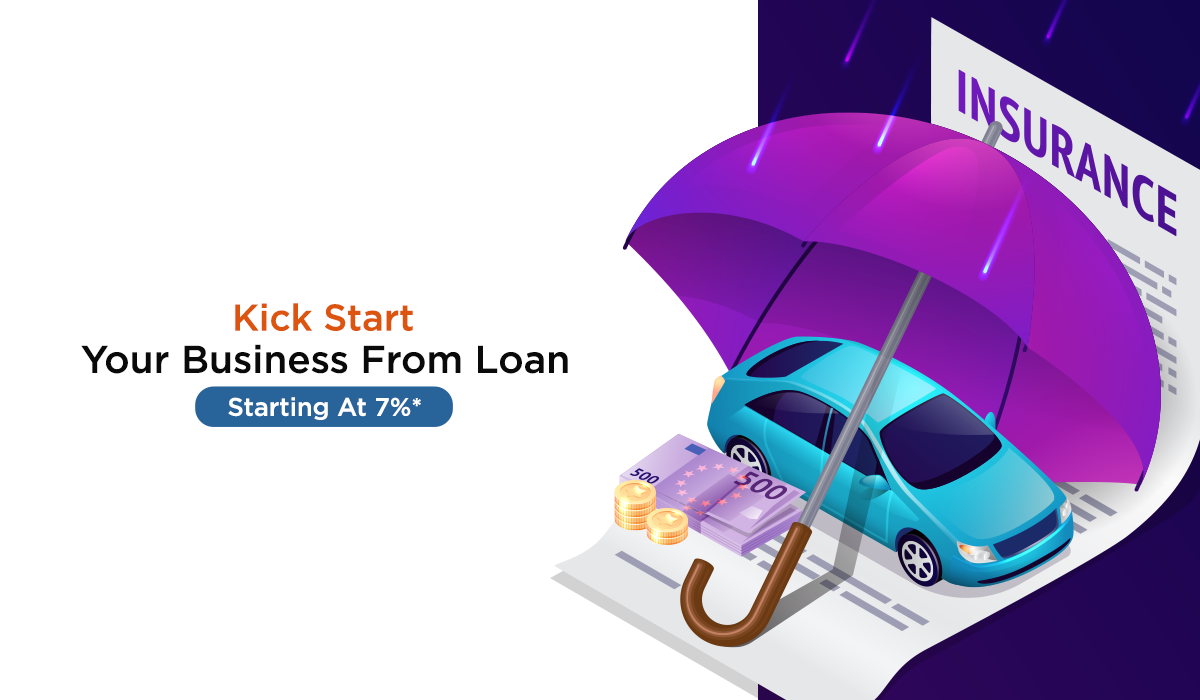 INSURANCE
Kick Start
Your Business From Loan
Starting At 7%*
500
500